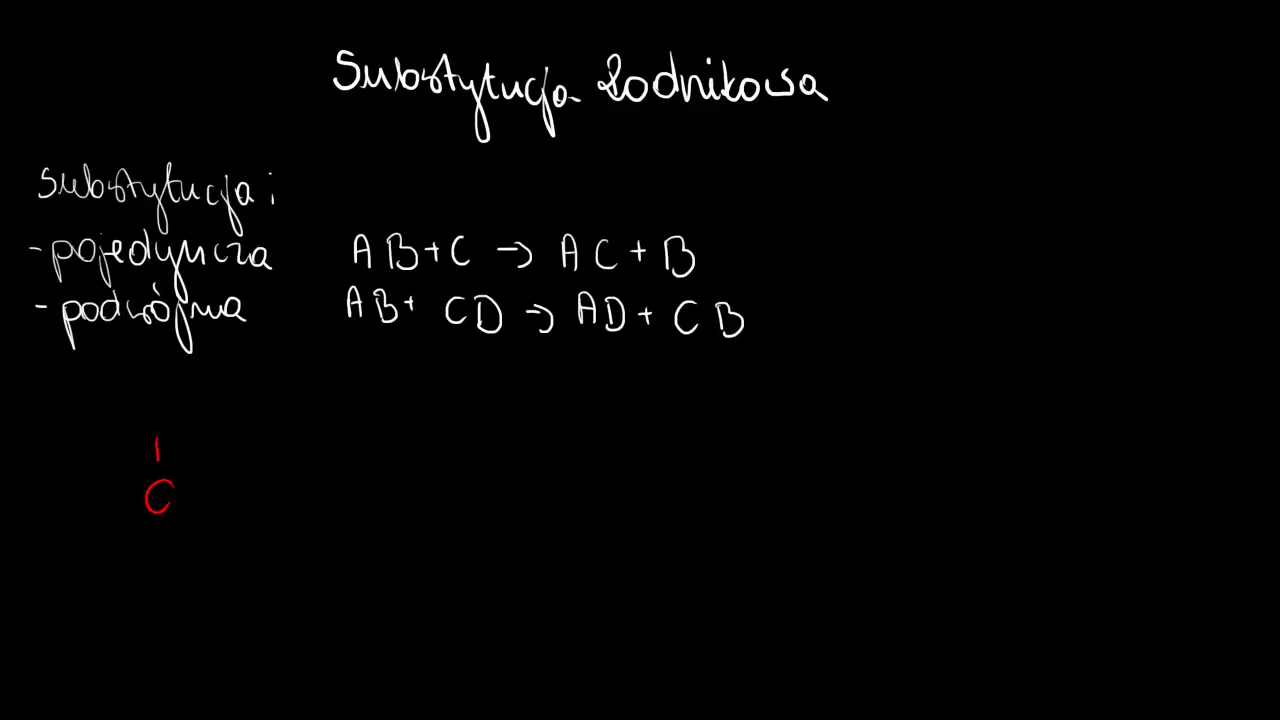 Substytucja Rodnikowa
substytucja:
-pojedyncza AB+C → AC+B
-podwójna AB+ CD → AD+ CB
C